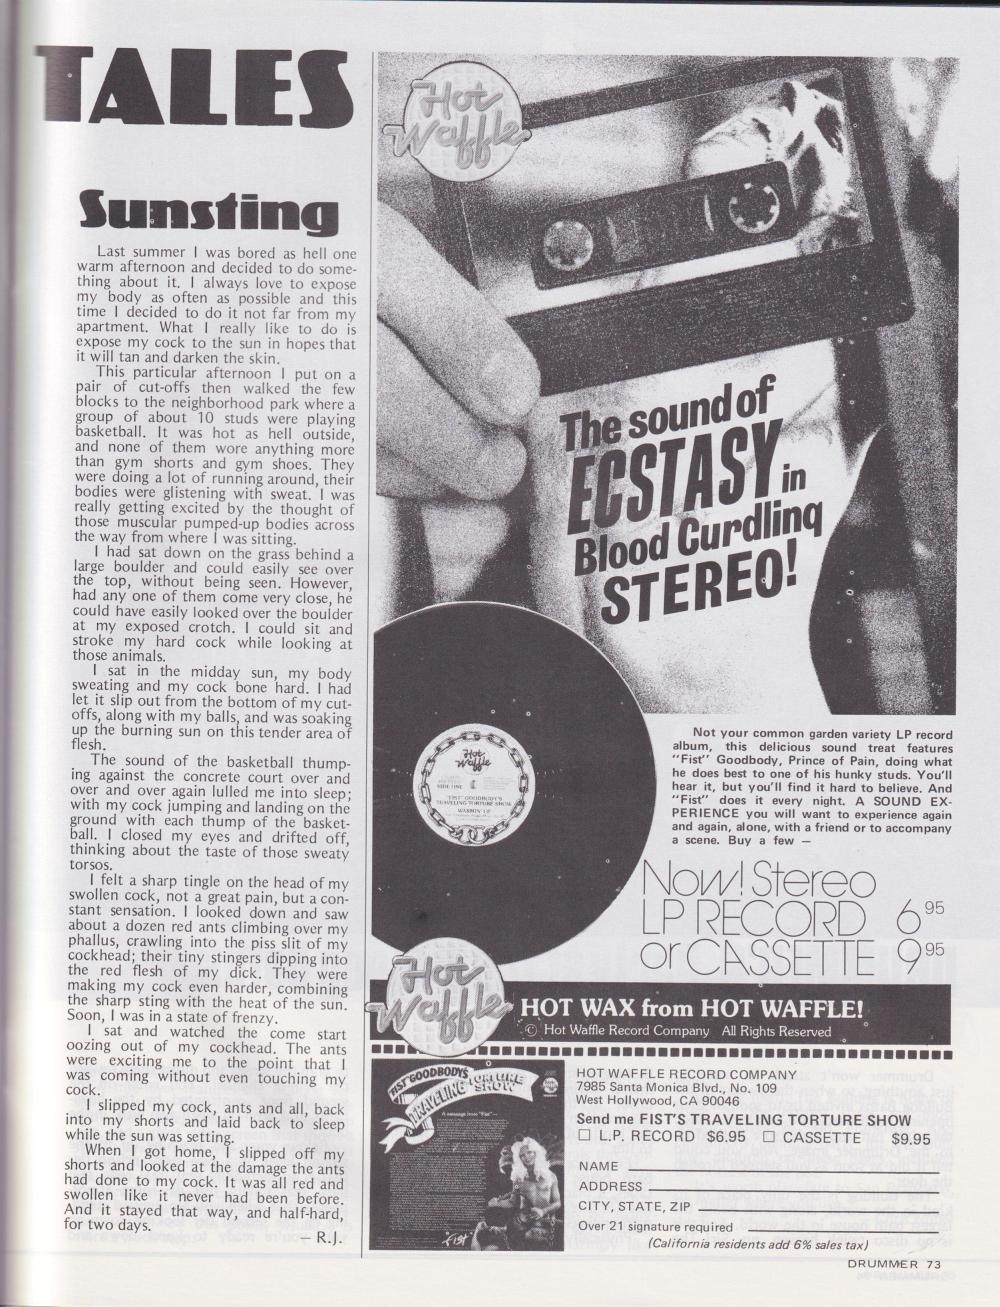 TALES
Sunsting
Last summer I was bored as hell one
warm afternoon and decided to do some-
thing about it. I always love to expose
my body as often as possible and this
time I decided to do it not far from my
apartment. What I really like to do is
expose my cock to the sun in hopes that
it will tan and darken the skin.
This particular afternoon I put on a
pair of cut-offs then walked the few
blocks to the neighborhood park where a
group of about 10 studs were playing
basketball. It was hot as hell outside,
and none of them wore anything more
than gym shorts and gym shoes. They
were doing a lot of running around, their
bodies were glistening with sweat. I was
really getting excited by the thought of
those muscular pumped-up bodies across
the way from where I was sitting.
I had sat down on the grass behind a
large boulder and could easily see over
the top, without being seen. However,
had any one of them come very close, he
could have easily looked over the boulder
at my exposed crotch. I could sit and
stroke my hard cock while looking at
those animals.
I sat in the midday sun, my body
sweating and my cock bone hard. I had
let it slip out from the bottom of my cut-
offs, along with my balls, and was soaking
up the burning sun on this tender area of
flesh.
The sound of the basketball thump-
ing against the concrete court over and
over and over again lulled me into sleep;
with my cock jumping and landing on the
ground with each thump of the basket-
ball. I closed my eyes and drifted off,
thinking about the taste of those sweaty
torsos.
I felt a sharp tingle on the head of my
swollen cock, not a great pain, but a con-
stant sensation. I looked down and saw
about a dozen red ants climbing over my
phallus, crawling into the piss slit of my
cockhead; their tiny stingers dipping into
the red flesh of my dick. They were
making my cock even harder, combining
the sharp sting with the heat of the sun.
Soon, I was in a state of frenzy.
I sat and watched the come start
oozing out of my cockhead. The ants
were exciting me to the point that I
was coming without even touching my
cock.
I slipped my cock, ants and all, back
into my shorts and laid back to sleep
while the sun was setting.
When I got home, I slipped off my
shorts and looked at the damage the ants
had done to my cock. It was all red and
swollen like it never had been before.
And it stayed that way, and half-hard,
for two days.
— R.J.
Hot
Waffle
The sound of
ECSTASY in
Blood Curdling
STEREO!
Hot
Waffle
SIDE ONE
"FIST" GOODBODY'S
TRAVELING TORTURE SHOW
WARMIN' UP
Not your common garden variety LP record
album, this delicious sound treat features
"Fist" Goodbody, Prince of Pain, doing what
he does best to one of his hunky studs. You'll
hear it, but you'll find it hard to believe. And
"Fist" does it every night. A SOUND EX-
PERIENCE you will want to experience again
and again, alone, with a friend or to accompany
a scene. Buy a few —
Now! Stereo
LP RECORD 6 95
or CASSETTE 9 95
Hot
Waffle
HOT WAX from HOT WAFFLE!
© Hot Waffle Record Company All Rights Reserved
"FIST" GOODBODY'S
TRAVELING TORTURE
SHOW
A message from "Fist"—
Fist
HOT WAFFLE RECORD COMPANY
7985 Santa Monica Blvd., No. 109
West Hollywood, CA 90046
Send me FIST'S TRAVELING TORTURE SHOW
☐ L.P. RECORD $6.95 ☐ CASSETTE $9.95
NAME
ADDRESS
CITY, STATE, ZIP
Over 21 signature required
(California residents add 6% sales tax)
DRUMMER 73